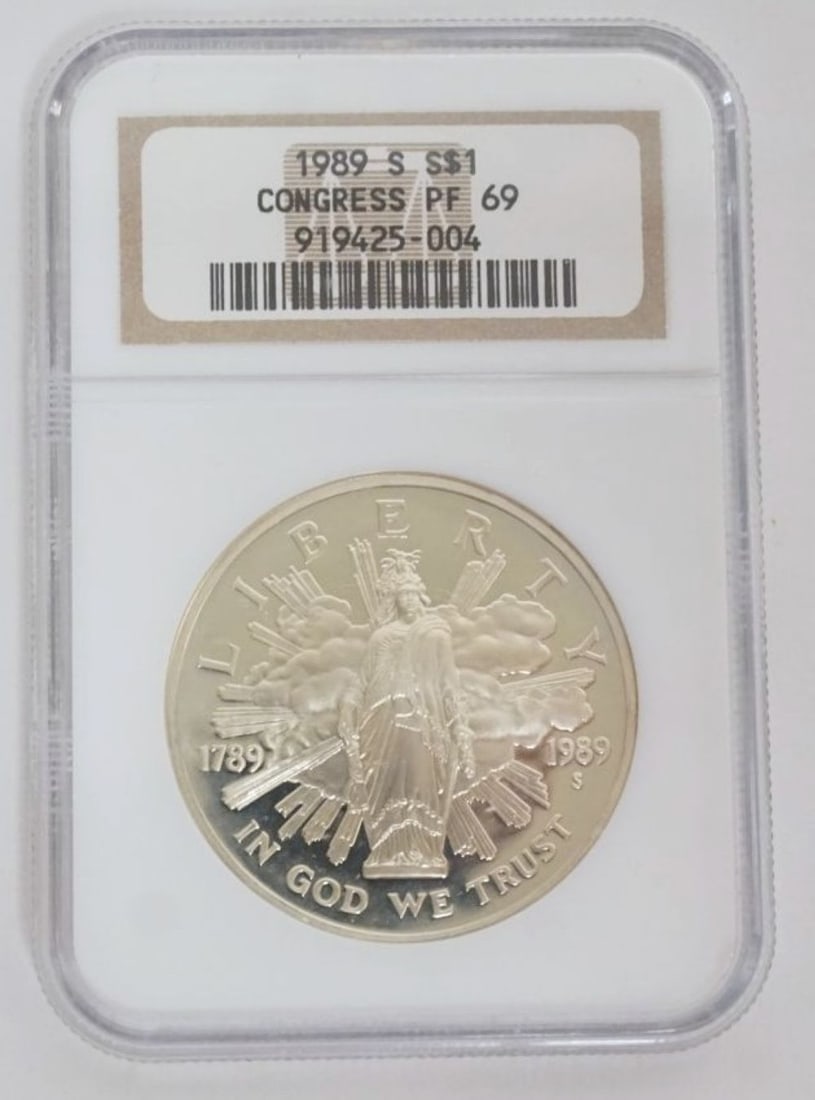 1989 S S$1
CONGRESS PF 69
919425-004
LIBERTY
1789 1989
S
IN GOD WE TRUST